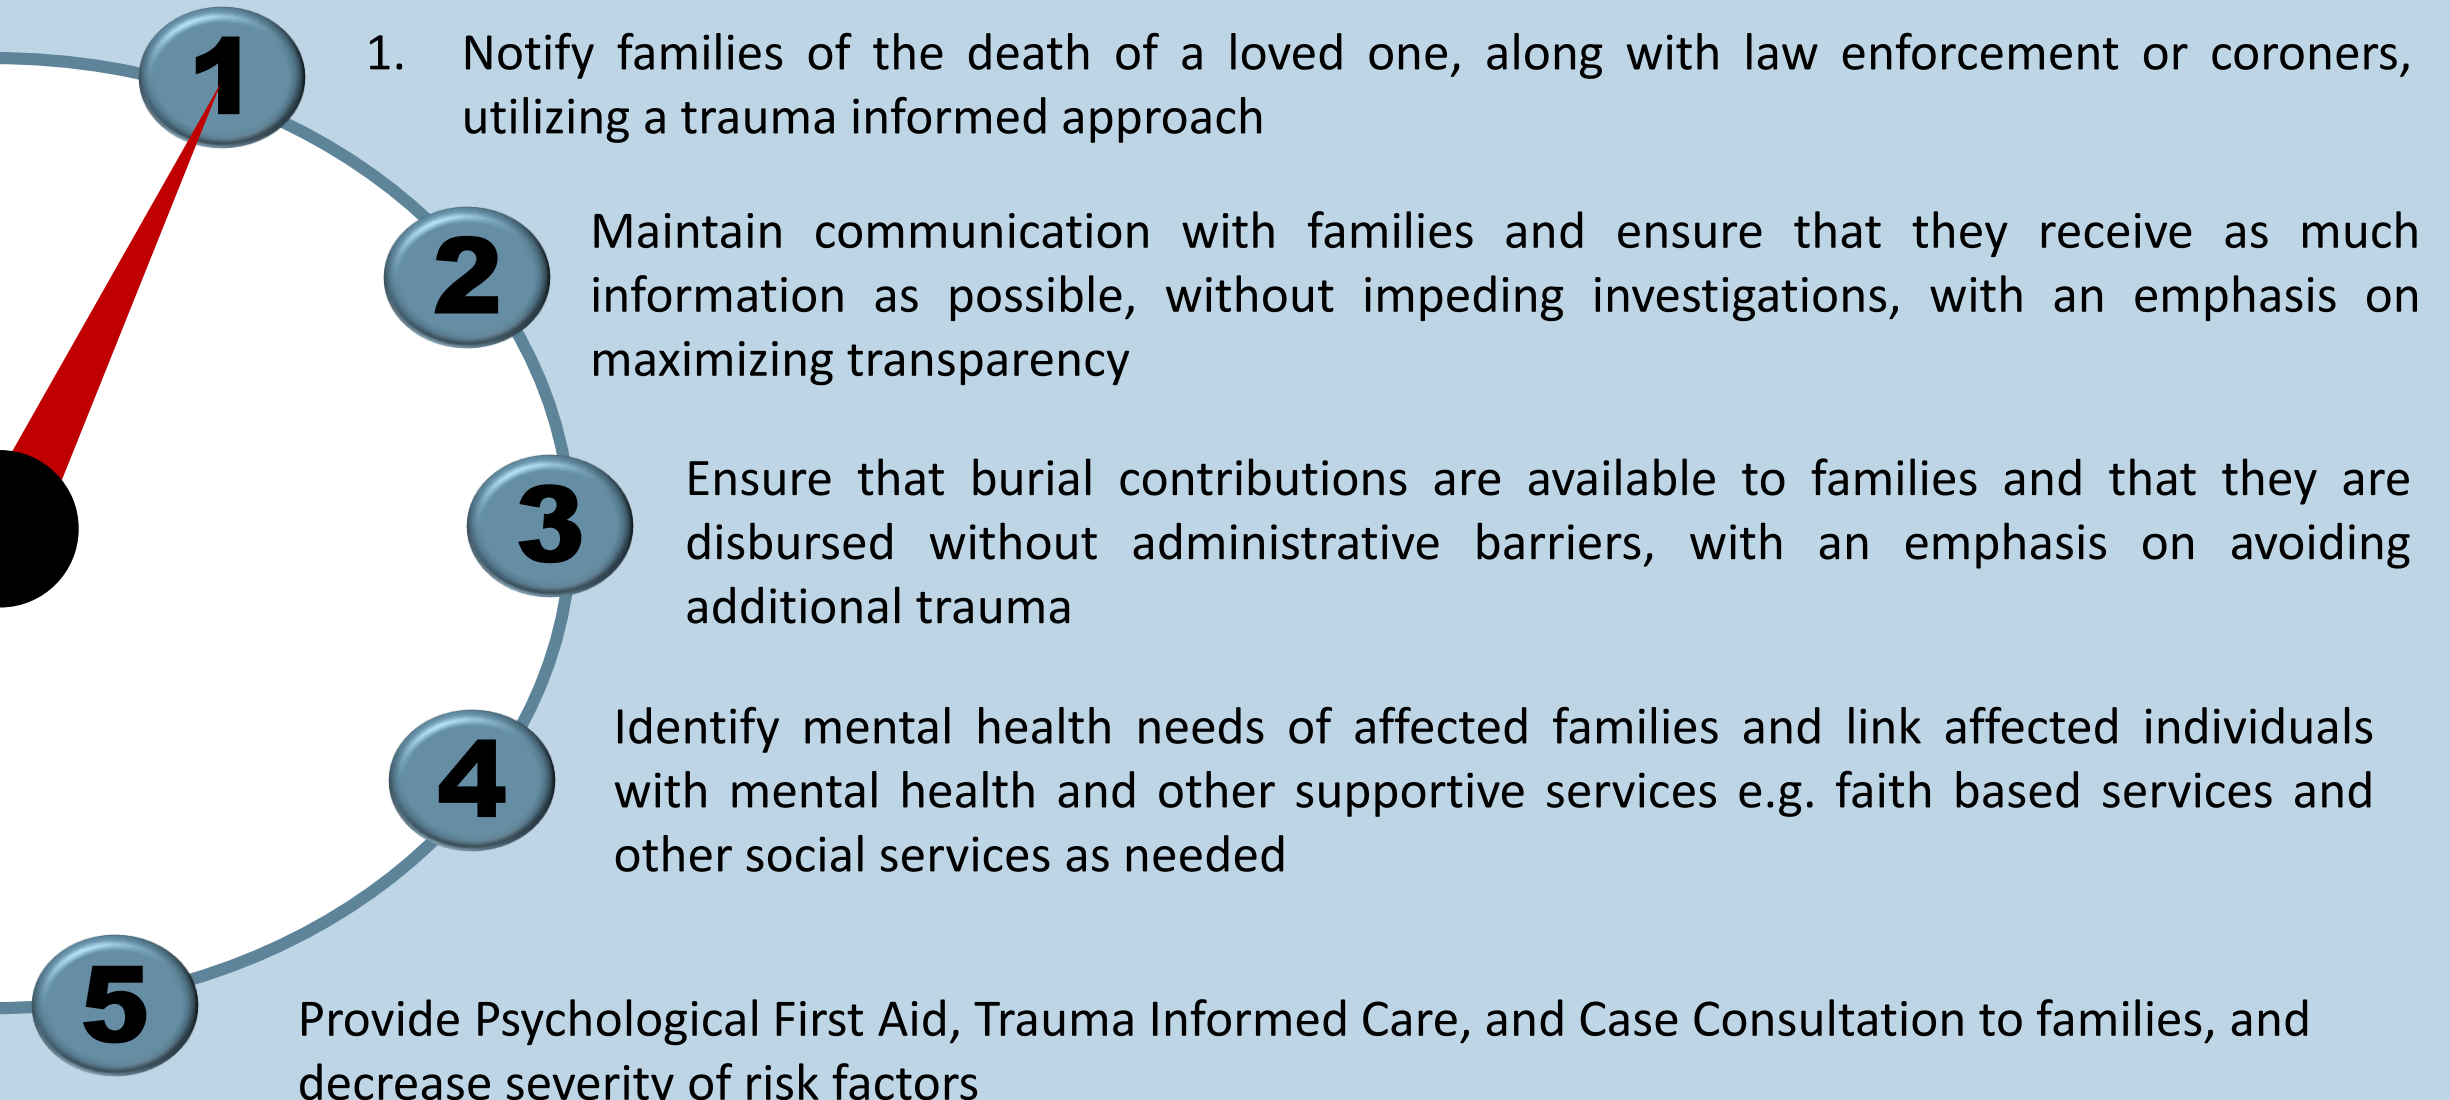 1
1. Notify families of the death of a loved one, along with law enforcement or coroners,
utilizing a trauma informed approach
2
Maintain communication with families and ensure that they receive as much
information as possible, without impeding investigations, with an emphasis on
maximizing transparency
3
Ensure that burial contributions are available to families and that they are
disbursed without administrative barriers, with an emphasis on avoiding
additional trauma
4
Identify mental health needs of affected families and link affected individuals
with mental health and other supportive services e.g. faith based services and
other social services as needed
5
Provide Psychological First Aid, Trauma Informed Care, and Case Consultation to families, and
decrease severity of risk factors